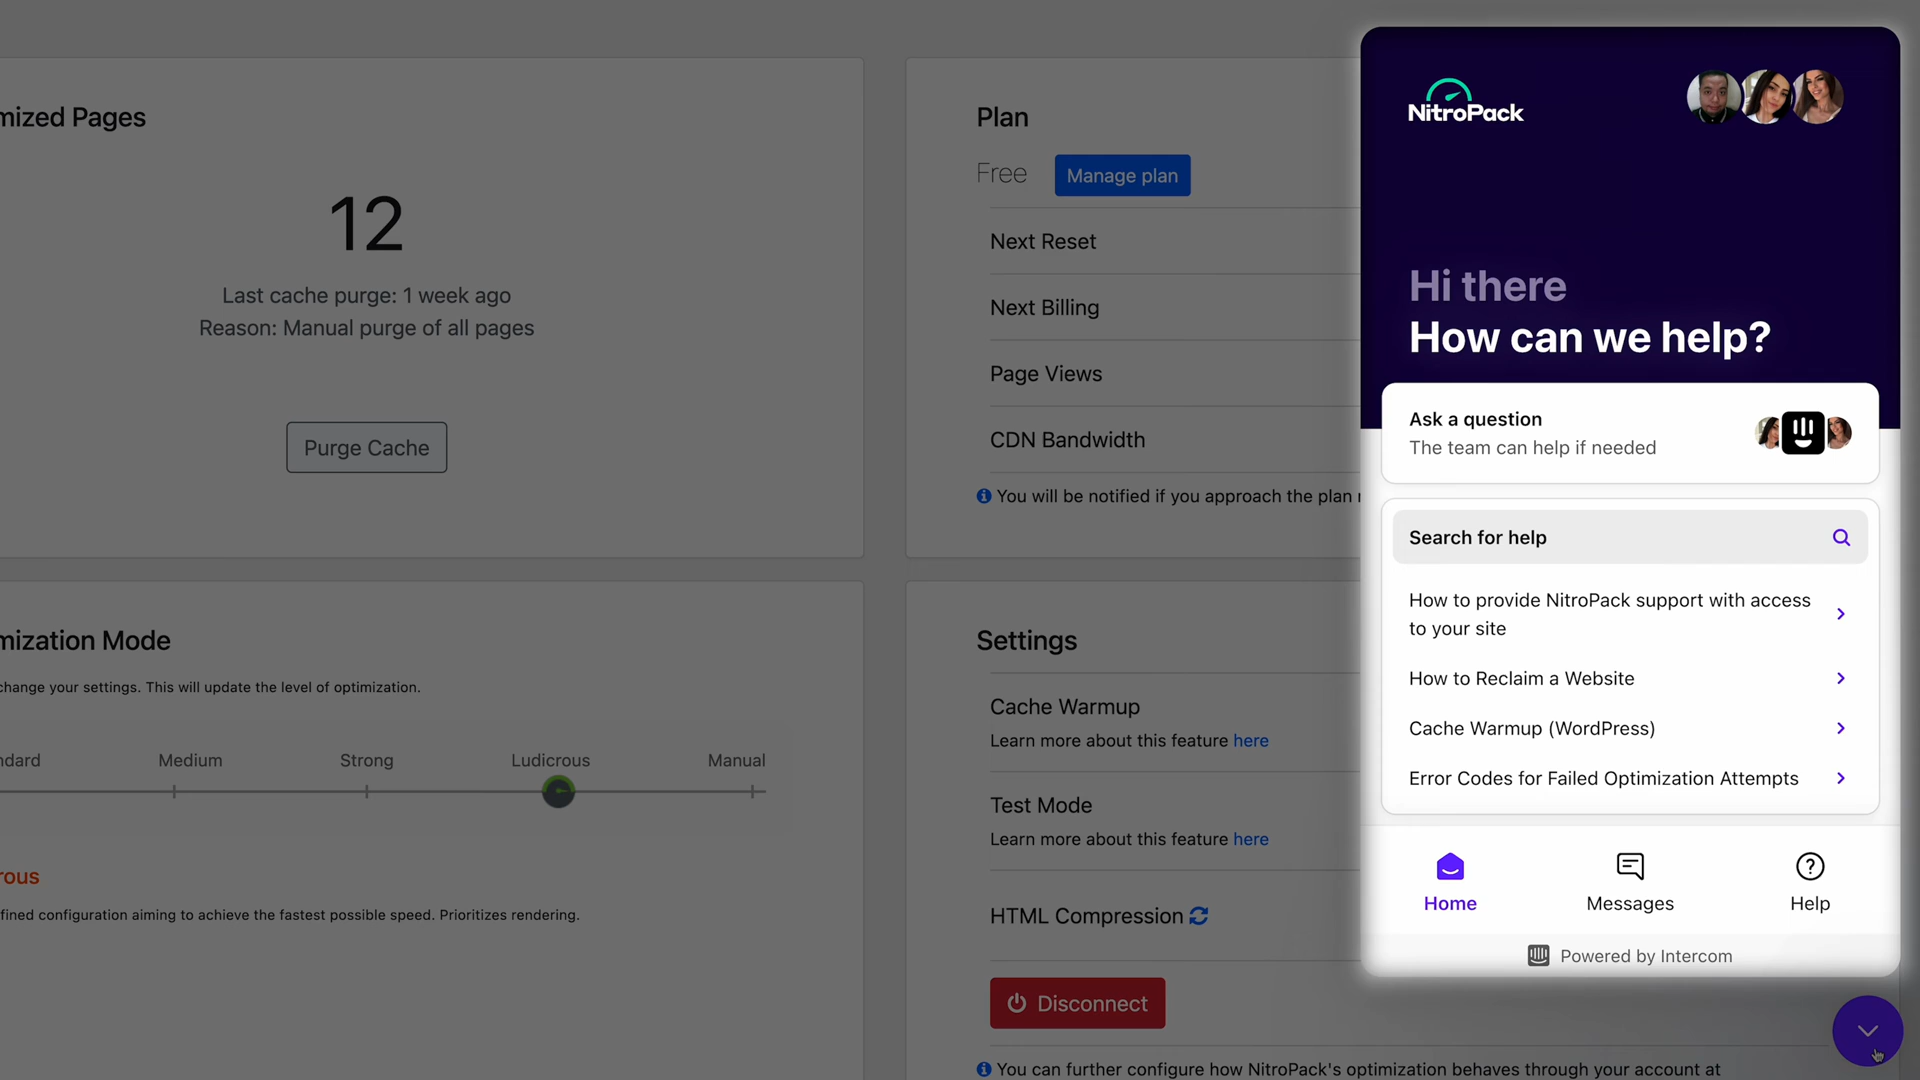 mized Pages
12
Last cache purge: 1 week ago
Reason: Manual purge of all pages
Purge Cache
Plan
Free
Manage plan
Next Reset
Next Billing
Page Views
CDN Bandwidth
You will be notified if you approach the plan
mization Mode
change your settings. This will update the level of optimization.
ndard
Medium
Strong
Ludicrous
Manual
rous
fined configuration aiming to achieve the fastest possible speed. Prioritizes rendering.
Settings
Cache Warmup
Learn more about this feature here
Test Mode
Learn more about this feature here
HTML Compression
Disconnect
You can further configure how NitroPack's optimization behaves through your account at
NitroPack
Hi there
How can we help?
Ask a question
The team can help if needed
Search for help
How to provide NitroPack support with access
to your site
How to Reclaim a Website
Cache Warmup (WordPress)
Error Codes for Failed Optimization Attempts
Home
Messages
Help
Powered by Intercom